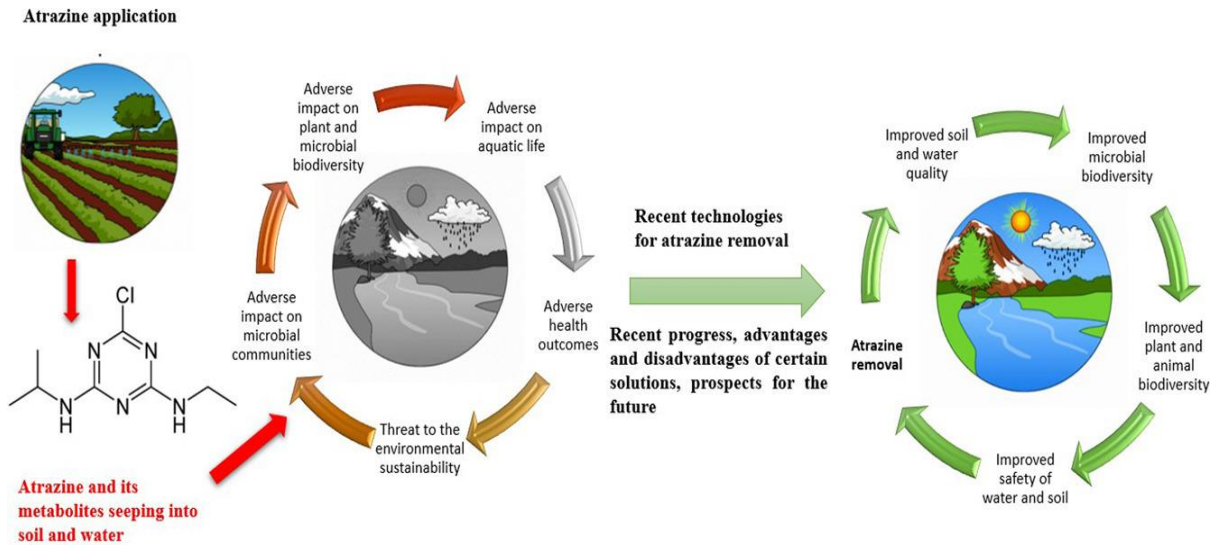 Atrazine application
Cl
N
N
N
N
H
N
H
Atrazine and its
metabolites seeping into
soil and water
Adverse
impact on
plant and
microbial
biodiversity
Adverse
impact on
aquatic life
Adverse
health
outcomes
Threat to the
environmental
sustainability
Adverse
impact on
microbial
communities
Recent technologies
for atrazine removal
Recent progress, advantages
and disadvantages of certain
solutions, prospects for the
future
Improved soil
and water
quality
Improved
microbial
biodiversity
Improved
plant and
animal
biodiversity
Improved
safety of
water and soil
Atrazine
removal